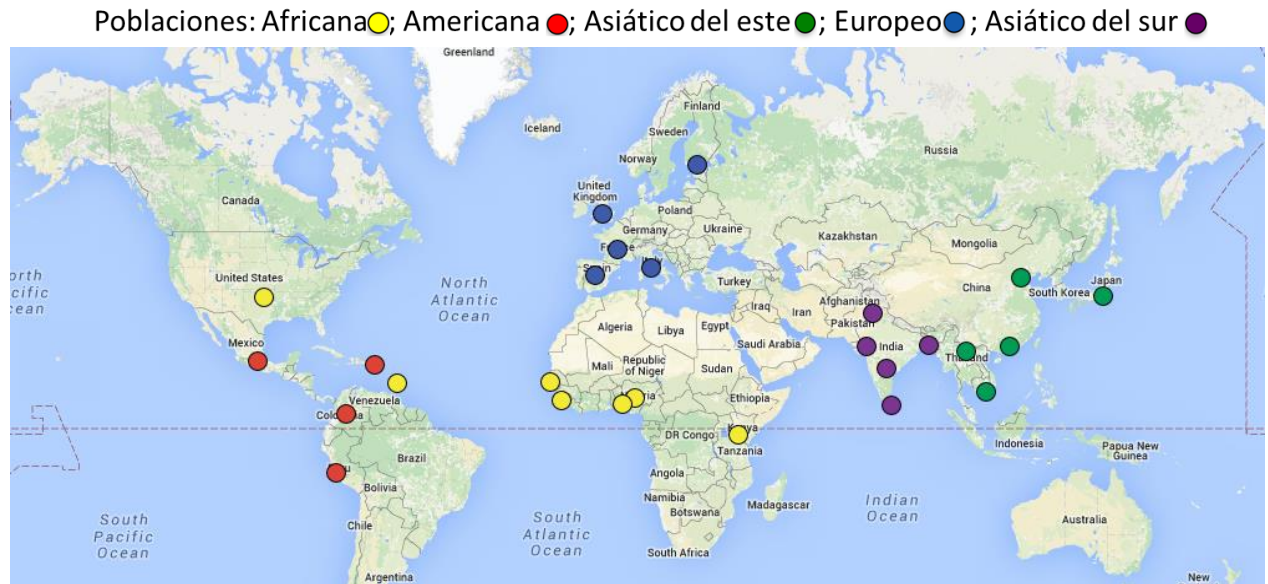 Poblaciones: Africana; Americana; Asiático del este; Europeo; Asiático del sur
Greenland
Finland
Iceland
Sweden
Russia
Norway
United
Kingdom
Canada
Poland
Germany
Ukraine
Kazakhstan
Mongolia
United States
North
Atlantic
Ocean
Turkey
China
Japan
South Korea
Afghanistan
Iraq
Iran
Algeria
Libya
Egypt
Pakistan
Mexico
Saudi Arabia
India
Mali
Republic
of Niger
Sudan
Thailand
Venezuela
Ethiopia
DR Congo
Kenya
Indonesia
Papua New
Guinea
Tanzania
Brazil
Angola
Bolivia
Namibia
Madagascar
Botswana
Indian
Ocean
South
Pacific
Ocean
South
Atlantic
Ocean
Chile
Australia
South Africa
Argentina
New